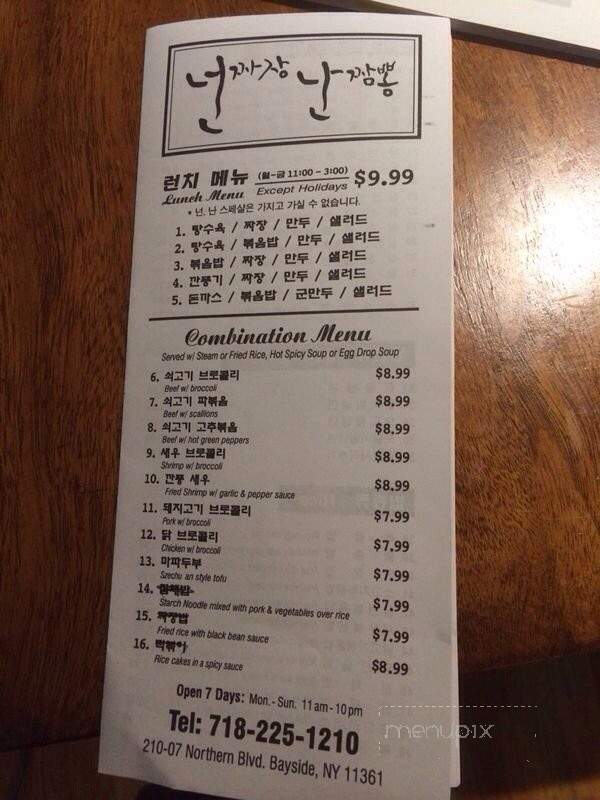 넌 짜장 난 짬뽕
런치 메뉴 (월-금 11:00 - 3:00) $9.99
Lunch Menu Except Holidays
* 넌. 난 스페살은 가지고 가실 수 없습니다.
1. 탕수육 / 짜장 / 만두 / 샐러드
2. 탕수육 / 볶음밥 / 만두 / 샐러드
3. 볶음밥 / 짜장 / 만두 / 샐러드
4. 깐풍기 / 짜장 / 만두 / 샐러드
5. 돈까스 / 볶음밥 / 군만두 / 샐러드
Combination Menu
Served w/ Steam or Fried Rice, Hot Spicy Soup or Egg Drop Soup
6. 쇠고기 브로콜리 $8.99
Beef w/ broccoli
7. 쇠고기 파볶음 $8.99
Beef w/ scallions
8. 쇠고기 고추볶음 $8.99
Beef w/ hot green peppers
9. 새우 브로콜리 $8.99
Shrimp w/ broccoli
10. 깐풍 새우 $8.99
Fried Shrimp w/ garlic & pepper sauce
11. 돼지고기 브로콜리 $7.99
Pork w/ broccoli
12. 닭 브로콜리 $7.99
Chicken w/ broccoli
13. 마파두부 $7.99
Szechu an style tofu
14. 잡채밥 $7.99
Starch Noodle mixed with pork & vegetables over rice
15. 짜장밥 $7.99
Fried rice with black bean sauce
16. 떡볶이 $8.99
Rice cakes in a spicy sauce
Open 7 Days: Mon. - Sun. 11 am - 10 pm
Tel: 718-225-1210
210-07 Northern Blvd. Bayside, NY 11361
menupix